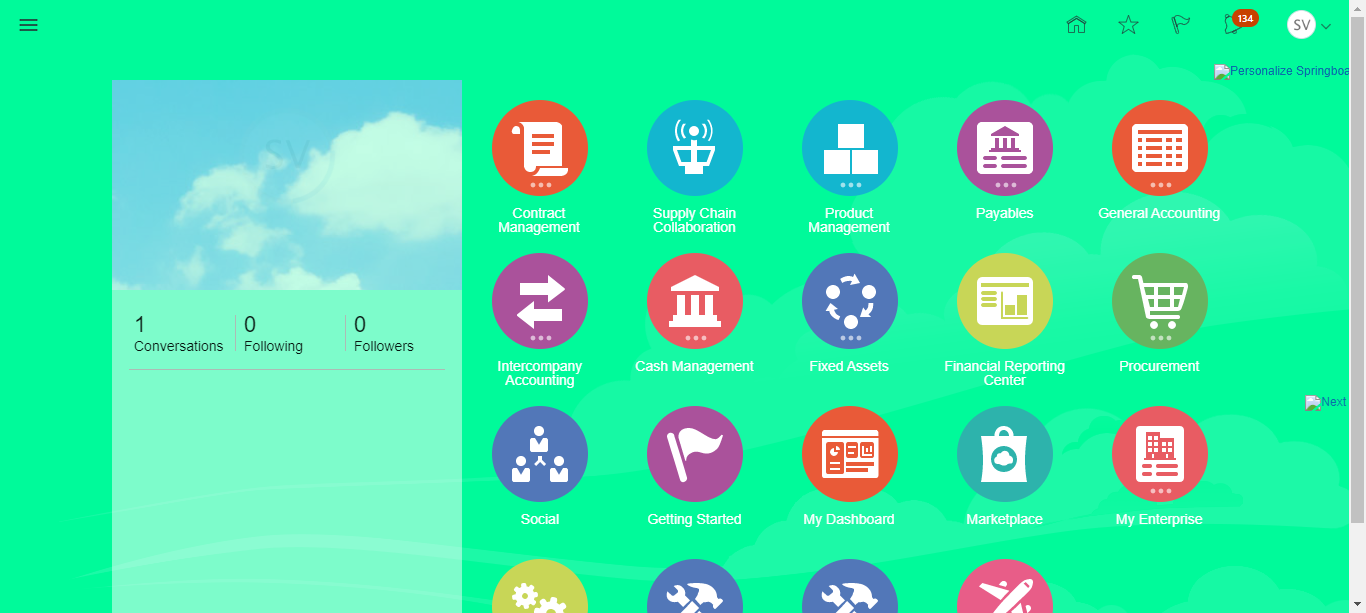 134
SV
Personalize Springboa
SV
1
Conversations
0
Following
0
Followers
Contract
Management
Supply Chain
Collaboration
Product
Management
Payables
General Accounting
Intercompany
Accounting
Cash Management
Fixed Assets
Financial Reporting
Center
Procurement
Next
Social
Getting Started
My Dashboard
Marketplace
My Enterprise